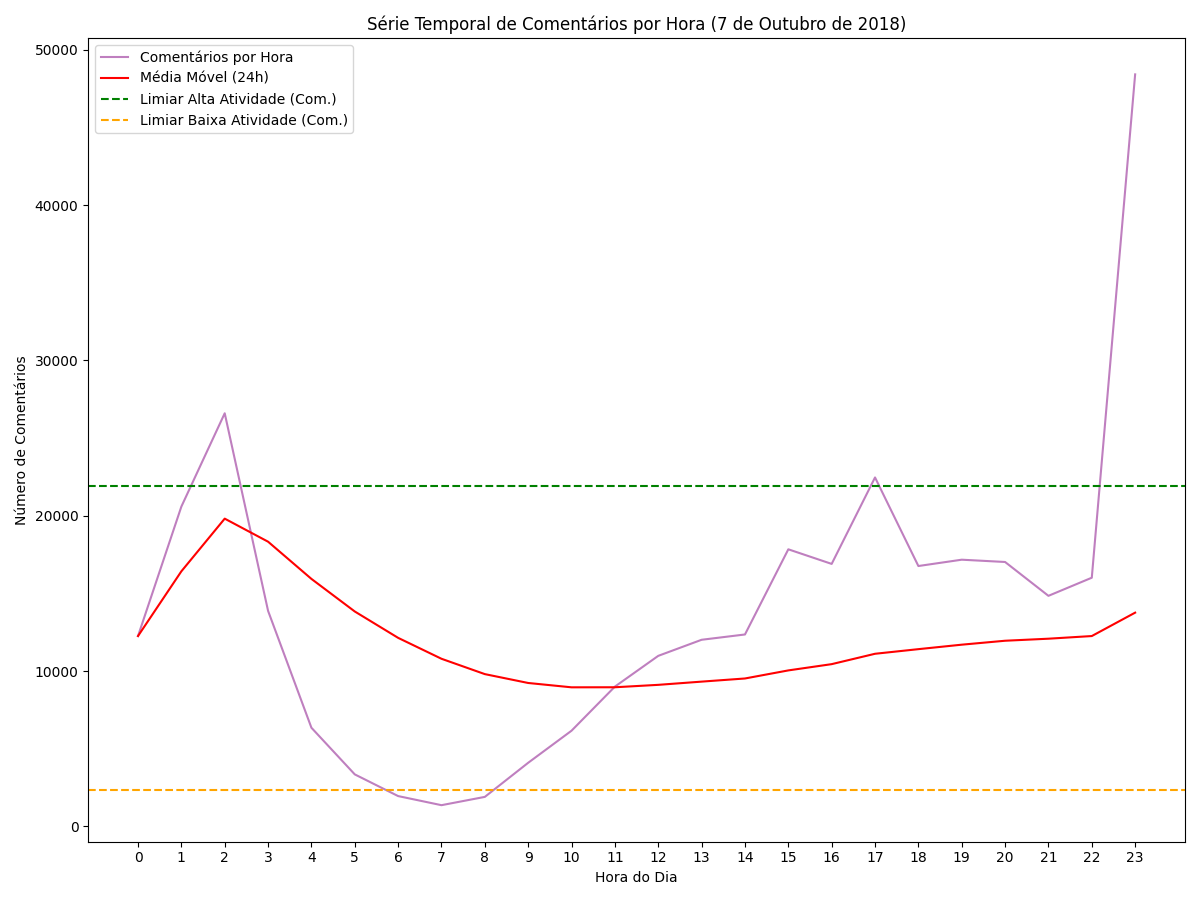 Série Temporal de Comentários por Hora (7 de Outubro de 2018)
Comentários por Hora
Média Móvel (24h)
Limiar Alta Atividade (Com.)
Limiar Baixa Atividade (Com.)
Número de Comentários
50000
40000
30000
20000
10000
0
0 1 2 3 4 5 6 7 8 9 10 11 12 13 14 15 16 17 18 19 20 21 22 23
Hora do Dia